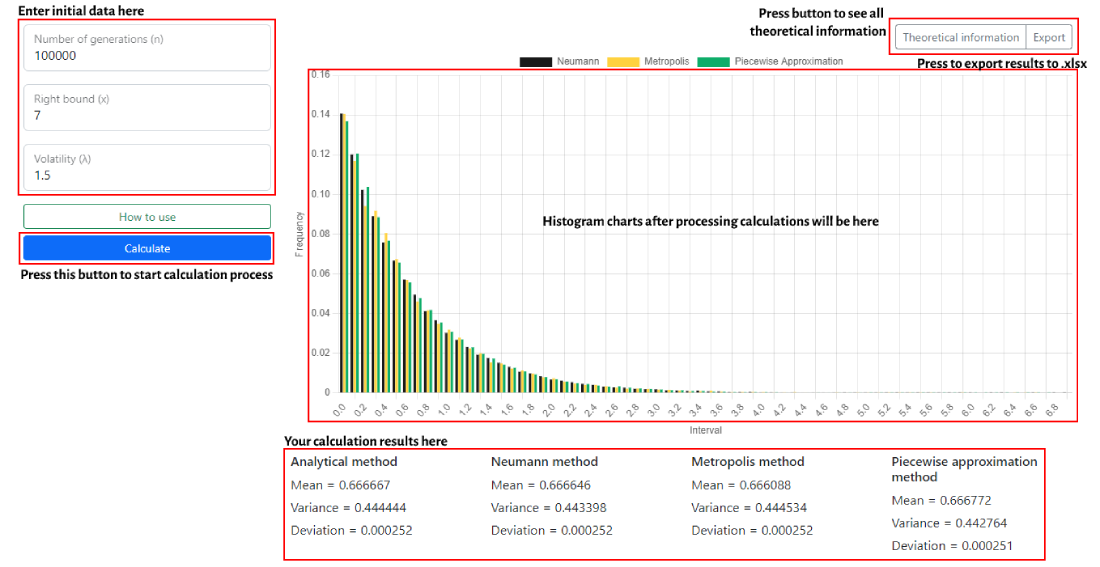 Enter initial data here
Number of generations (n)
100000
Right bound (x)
7
Volatility (λ)
1.5
How to use
Calculate
Press this button to start calculation process
Press button to see all
theoretical information
Theoretical information
Export
Press to export results to .xlsx
Neumann
Metropolis
Piecewise Approximation
0.16
0.14
0.12
0.10
0.08
0.06
0.04
0.02
0
Frequency
Histogram charts after processing calculations will be here
0.0
0.2
0.4
0.6
0.8
1.0
1.2
1.4
1.6
1.8
2.0
2.2
2.4
2.6
2.8
3.0
3.2
3.4
3.6
3.8
4.0
4.2
4.4
4.6
4.8
5.0
5.2
5.4
5.6
5.8
6.0
6.2
6.4
6.6
6.8
Interval
Your calculation results here
Analytical method
Mean = 0.666667
Variance = 0.444444
Deviation = 0.000252
Neumann method
Mean = 0.666646
Variance = 0.443398
Deviation = 0.000252
Metropolis method
Mean = 0.666088
Variance = 0.444534
Deviation = 0.000252
Piecewise approximation
method
Mean = 0.666772
Variance = 0.442764
Deviation = 0.000251